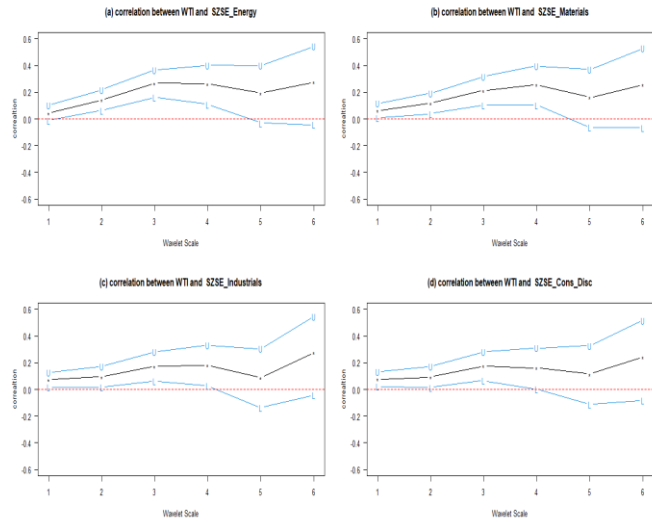 (a) correlation between WTI and SZSE_Energy
correaltion
0.6
0.4
0.2
0.0
-0.2
-0.4
-0.6
U U U U U U
* * * * * *
L L L L L L
1 2 3 4 5 6
Wavelet Scale
(b) correlation between WTI and SZSE_Materials
correaltion
0.6
0.4
0.2
0.0
-0.2
-0.4
-0.6
U U U U U U
* * * * * *
L L L L L L
1 2 3 4 5 6
Wavelet Scale
(c) correlation between WTI and SZSE_Industrials
correaltion
0.6
0.4
0.2
0.0
-0.2
-0.4
-0.6
U U U U U U
* * * * * *
L L L L L L
1 2 3 4 5 6
Wavelet Scale
(d) correlation between WTI and SZSE_Cons_Disc
correaltion
0.6
0.4
0.2
0.0
-0.2
-0.4
-0.6
U U U U U U
* * * * * *
L L L L L L
1 2 3 4 5 6
Wavelet Scale